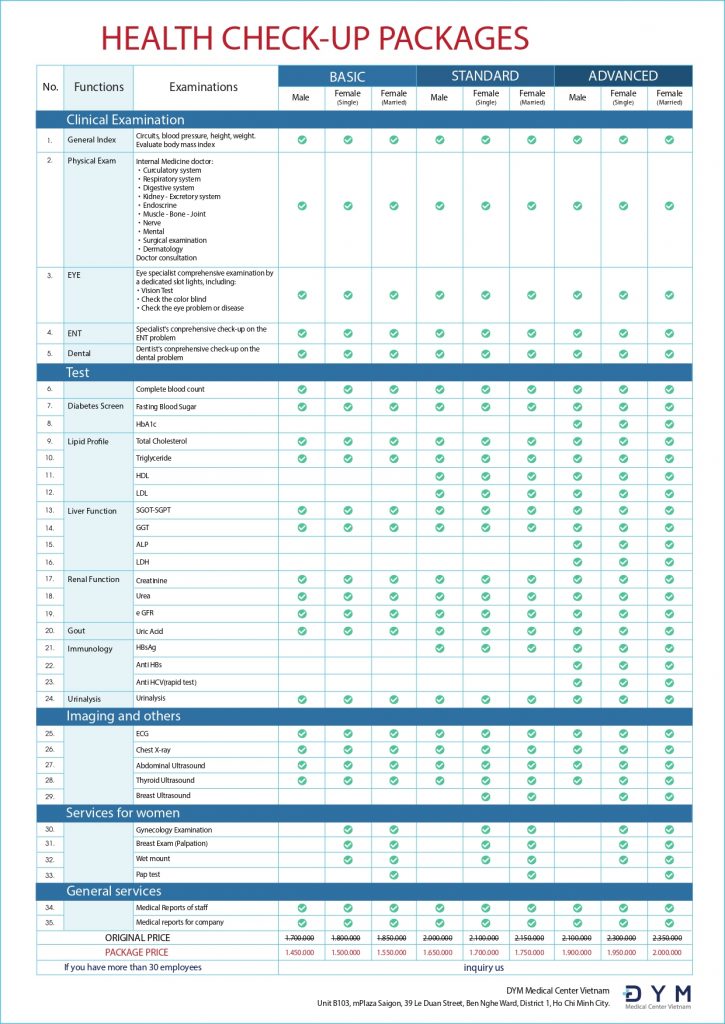 HEALTH CHECK-UP PACKAGES
No. Functions Examinations BASIC STANDARD ADVANCED
Male Female (Single) Female (Married) Male Female (Single) Female (Married) Male Female (Single) Female (Married)
Clinical Examination
1. General Index Circuits, blood pressure, height, weight.
Evaluate body mass index
2. Physical Exam Internal Medicine doctor:
・Curculatory system
・Respiratory system
・Digestive system
・Kidney - Excretory system
・Endoscrine
・Muscle - Bone - Joint
・Nerve
・Mental
・Surgical examination
・Dermatology
Doctor consultation
3. EYE Eye specialist comprehensive examination by
a dedicated slot lights, including:
・Vision Test
・Check the color blind
・Check the eye problem or disease
4. ENT Specialist's conprehensive check-up on the
ENT problem
5. Dental Dentist's comprehensive check-up on the
dental problem
Test
6. Complete blood count
7. Diabetes Screen Fasting Blood Sugar
8. HbA1c
9. Lipid Profile Total Cholesterol
10. Triglyceride
11. HDL
12. LDL
13. Liver Function SGOT-SGPT
14. GGT
15. ALP
16. LDH
17. Renal Function Creatinine
18. Urea
19. e GFR
20. Gout Uric Acid
21. Immunology HBsAg
22. Anti HBs
23. Anti HCV(rapid test)
24. Urinalysis Urinalysis
Imaging and others
25. ECG
26. Chest X-ray
27. Abdominal Ultrasound
28. Thyroid Ultrasound
29. Breast Ultrasound
Services for women
30. Gynecology Examination
31. Breast Exam (Palpation)
32. Wet mount
33. Pap test
General services
34. Medical Reports of staff
35. Medical reports for company
ORIGINAL PRICE 1.700.000 1.800.000 1.850.000 2.000.000 2.100.000 2.150.000 2.100.000 2.300.000 2.350.000
PACKAGE PRICE 1.450.000 1.500.000 1.550.000 1.650.000 1.700.000 1.750.000 1.900.000 1.950.000 2.000.000
If you have more than 30 employees inquiry us
DYM Medical Center Vietnam
Unit B103, mPlaza Saigon, 39 Le Duan Street, Ben Nghe Ward, District 1, Ho Chi Minh City.
DYM
Medical Center Vietnam